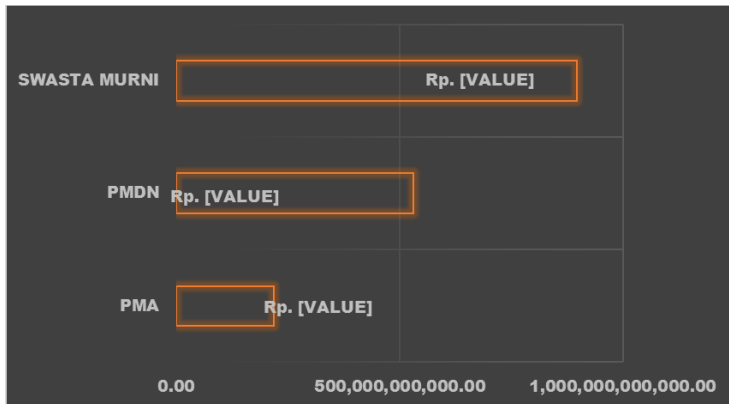 SWASTA MURNI
Rp. [VALUE]
PMDN
Rp. [VALUE]
PMA
Rp. [VALUE]
0.00
500,000,000,000.00
1,000,000,000,000.00